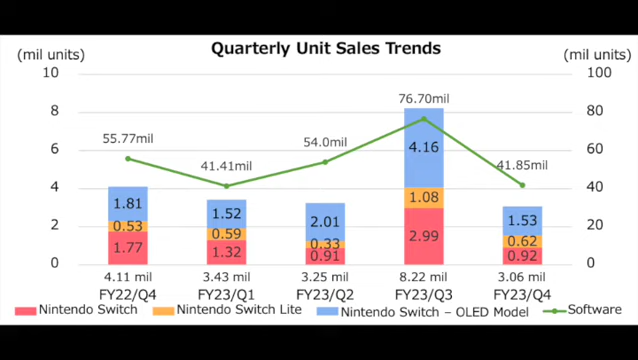 Quarterly Unit Sales Trends
(mil units) (mil units)
10 100
8 80
6 60
4 40
2 20
0 0
55.77mil 41.41mil 54.0mil 76.70mil 41.85mil
1.81 1.52 2.01 4.16 1.53
0.53 0.59 0.33 1.08 0.62
1.77 1.32 0.91 2.99 0.92
4.11 mil 3.43 mil 3.25 mil 8.22 mil 3.06 mil
FY22/Q4 FY23/Q1 FY23/Q2 FY23/Q3 FY23/Q4
Nintendo Switch Nintendo Switch Lite Nintendo Switch – OLED Model Software